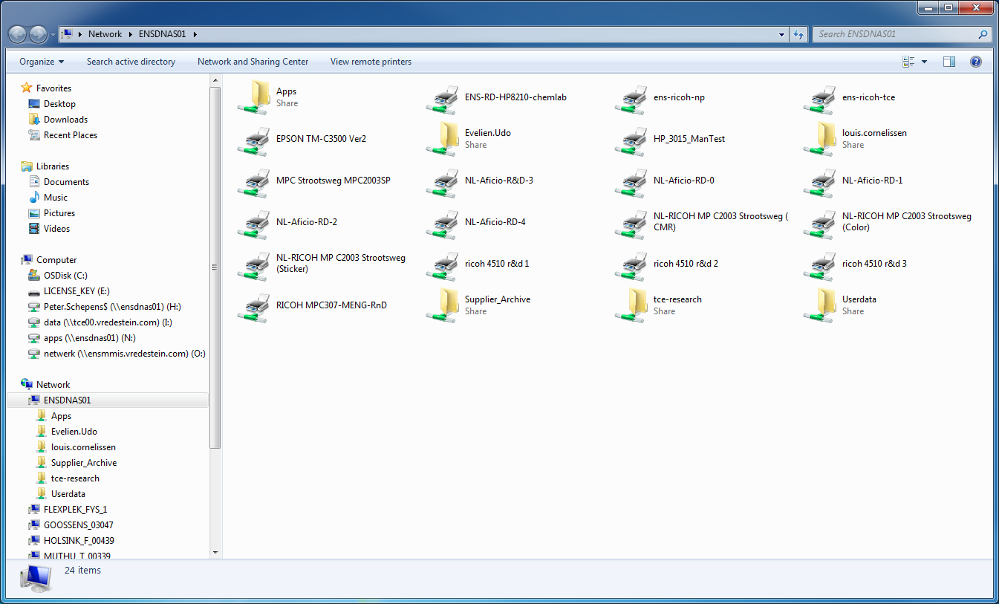 Network ENSDNAS01
Search ENSDNAS01
Organize Search active directory Network and Sharing Center View remote printers
Favorites
Desktop
Downloads
Recent Places
Libraries
Documents
Music
Pictures
Videos
Computer
OSDisk (C:)
LICENSE_KEY (E:)
Peter.Schepens$ (\\ensdnas01) (H:)
data (\\tce00.vredestein.com) (I:)
apps (\\ensdnas01) (N:)
netwerk (\\ensmmis.vredestein.com) (O:)
Network
ENSDNAS01
Apps
Evelien.Udo
louis.cornelissen
Supplier_Archive
tce-research
Userdata
FLEXPLEK_FYS_1
GOOSSENS_03047
HOLSINK_F_00439
MUTHU_T_00339
Apps
Share
ENS-RD-HP8210-chemlab
ens-ricoh-np
ens-ricoh-tce
EPSON TM-C3500 Ver2
Evelien.Udo
Share
HP_3015_ManTest
louis.cornelissen
Share
MPC Strootsweg MPC2003SP
NL-Aficio-R&D-3
NL-Aficio-RD-0
NL-Aficio-RD-1
NL-Aficio-RD-2
NL-Aficio-RD-4
NL-RICOH MP C2003 Strootsweg (
CMR)
NL-RICOH MP C2003 Strootsweg
(Color)
NL-RICOH MP C2003 Strootsweg
(Sticker)
ricoh 4510 r&d 1
ricoh 4510 r&d 2
ricoh 4510 r&d 3
RICOH MPC307-MENG-RnD
Supplier_Archive
Share
tce-research
Share
Userdata
Share
24 items